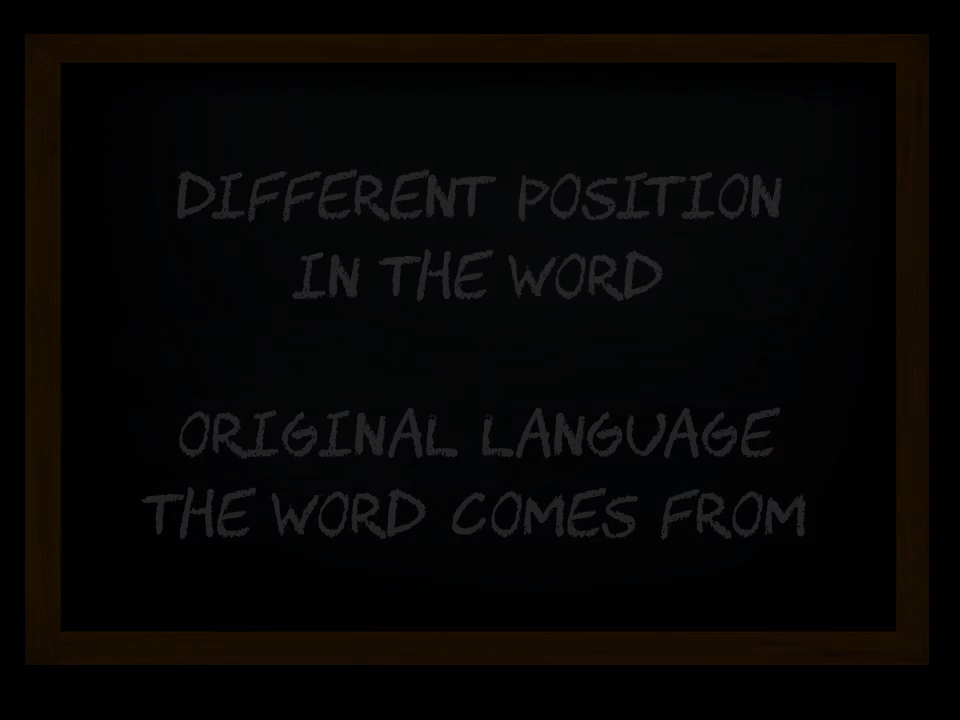 DIFFERENT POSITION
IN THE WORD
ORIGINAL LANGUAGE
THE WORD COMES FROM